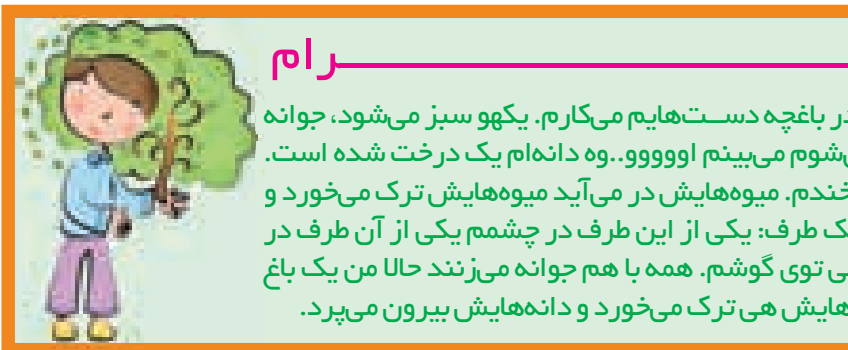 رام
در باغچه دست‌هایم می‌کارم. یکهو سبز می‌شود، جوانه
می‌شوم می‌بینم اووووو..وه دانه‌ام یک درخت شده است.
خندم. میوه‌هایش در می‌آید میوه‌هایش ترک می‌خورد و
یک طرف: یکی از این طرف در چشمم یکی از آن طرف در
توی گوشم. همه با هم جوانه می‌زنند حالا من یک باغ
هایش هی ترک می‌خورد و دانه‌هایش بیرون می‌پرد.